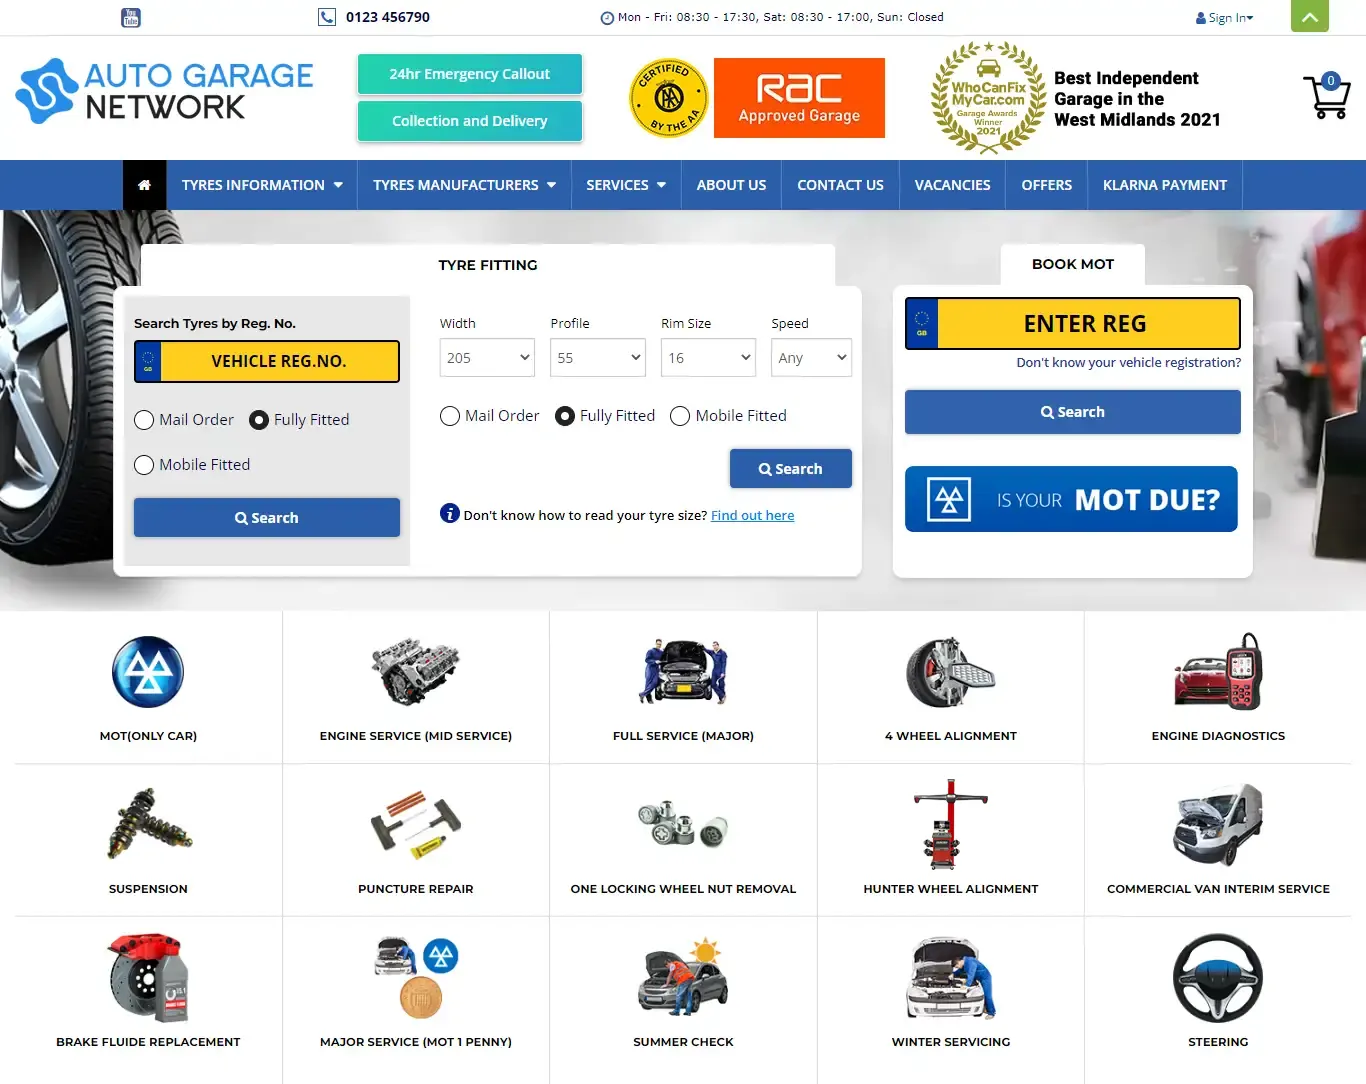 You
Tube
0123 456790
Mon - Fri: 08:30 - 17:30, Sat: 08:30 - 17:00, Sun: Closed
Sign In
AUTO GARAGE
NETWORK
24hr Emergency Callout
Collection and Delivery
CERTIFIED
BY THE AA
RAC
Approved Garage
WhoCanFix
MyCar.com
Garage Awards
Winner
2021
Best Independent
Garage in the
West Midlands 2021
0
TYRES INFORMATION
TYRES MANUFACTURERS
SERVICES
ABOUT US
CONTACT US
VACANCIES
OFFERS
KLARNA PAYMENT
TYRE FITTING
Search Tyres by Reg. No.
GB
VEHICLE REG.NO.
Mail Order
Fully Fitted
Mobile Fitted
Search
Width
Profile
Rim Size
Speed
205
55
16
Any
Mail Order
Fully Fitted
Mobile Fitted
Search
Don't know how to read your tyre size? Find out here
BOOK MOT
GB
ENTER REG
Don't know your vehicle registration?
Search
IS YOUR MOT DUE?
MOT(ONLY CAR)
ENGINE SERVICE (MID SERVICE)
FULL SERVICE (MAJOR)
4 WHEEL ALIGNMENT
ENGINE DIAGNOSTICS
SUSPENSION
PUNCTURE REPAIR
ONE LOCKING WHEEL NUT REMOVAL
HUNTER WHEEL ALIGNMENT
COMMERCIAL VAN INTERIM SERVICE
BRAKE FLUIDE REPLACEMENT
MAJOR SERVICE (MOT 1 PENNY)
SUMMER CHECK
WINTER SERVICING
STEERING